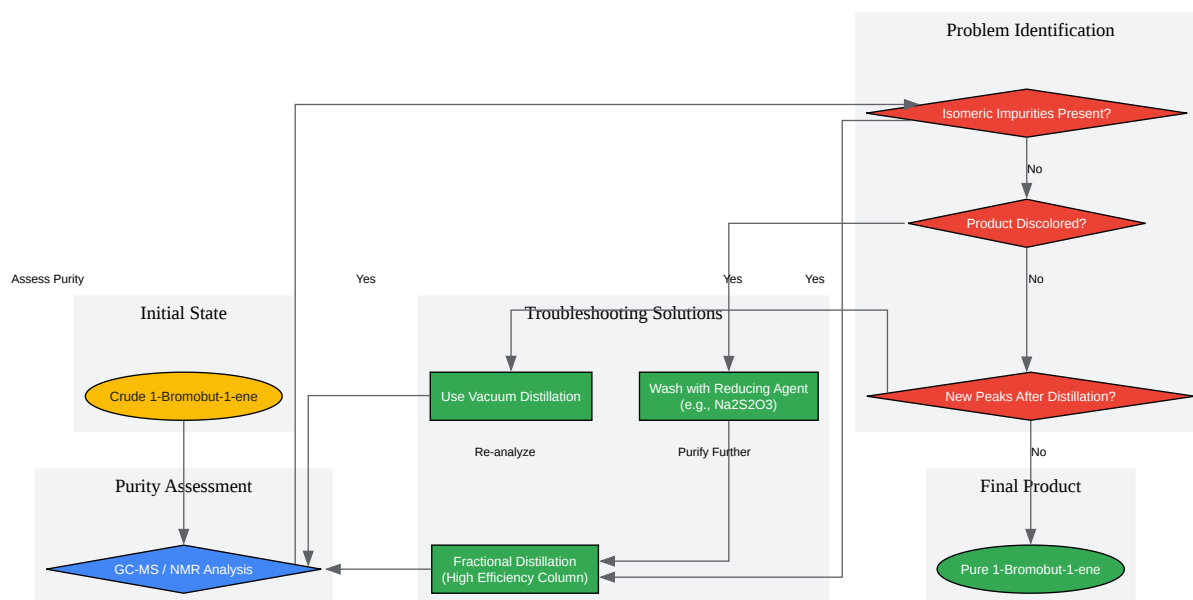 Problem Identification
Isomeric Impurities Present?
No
Product Discolored?
Assess Purity
Yes
Yes
Yes
No
Initial State
Troubleshooting Solutions
Crude 1-Bromobut-1-ene
Use Vacuum Distillation
Wash with Reducing Agent
(e.g., Na2S2O3)
New Peaks After Distillation?
Re-analyze
Purify Further
No
Purity Assessment
Final Product
GC-MS / NMR Analysis
Fractional Distillation
(High Efficiency Column)
Pure 1-Bromobut-1-ene